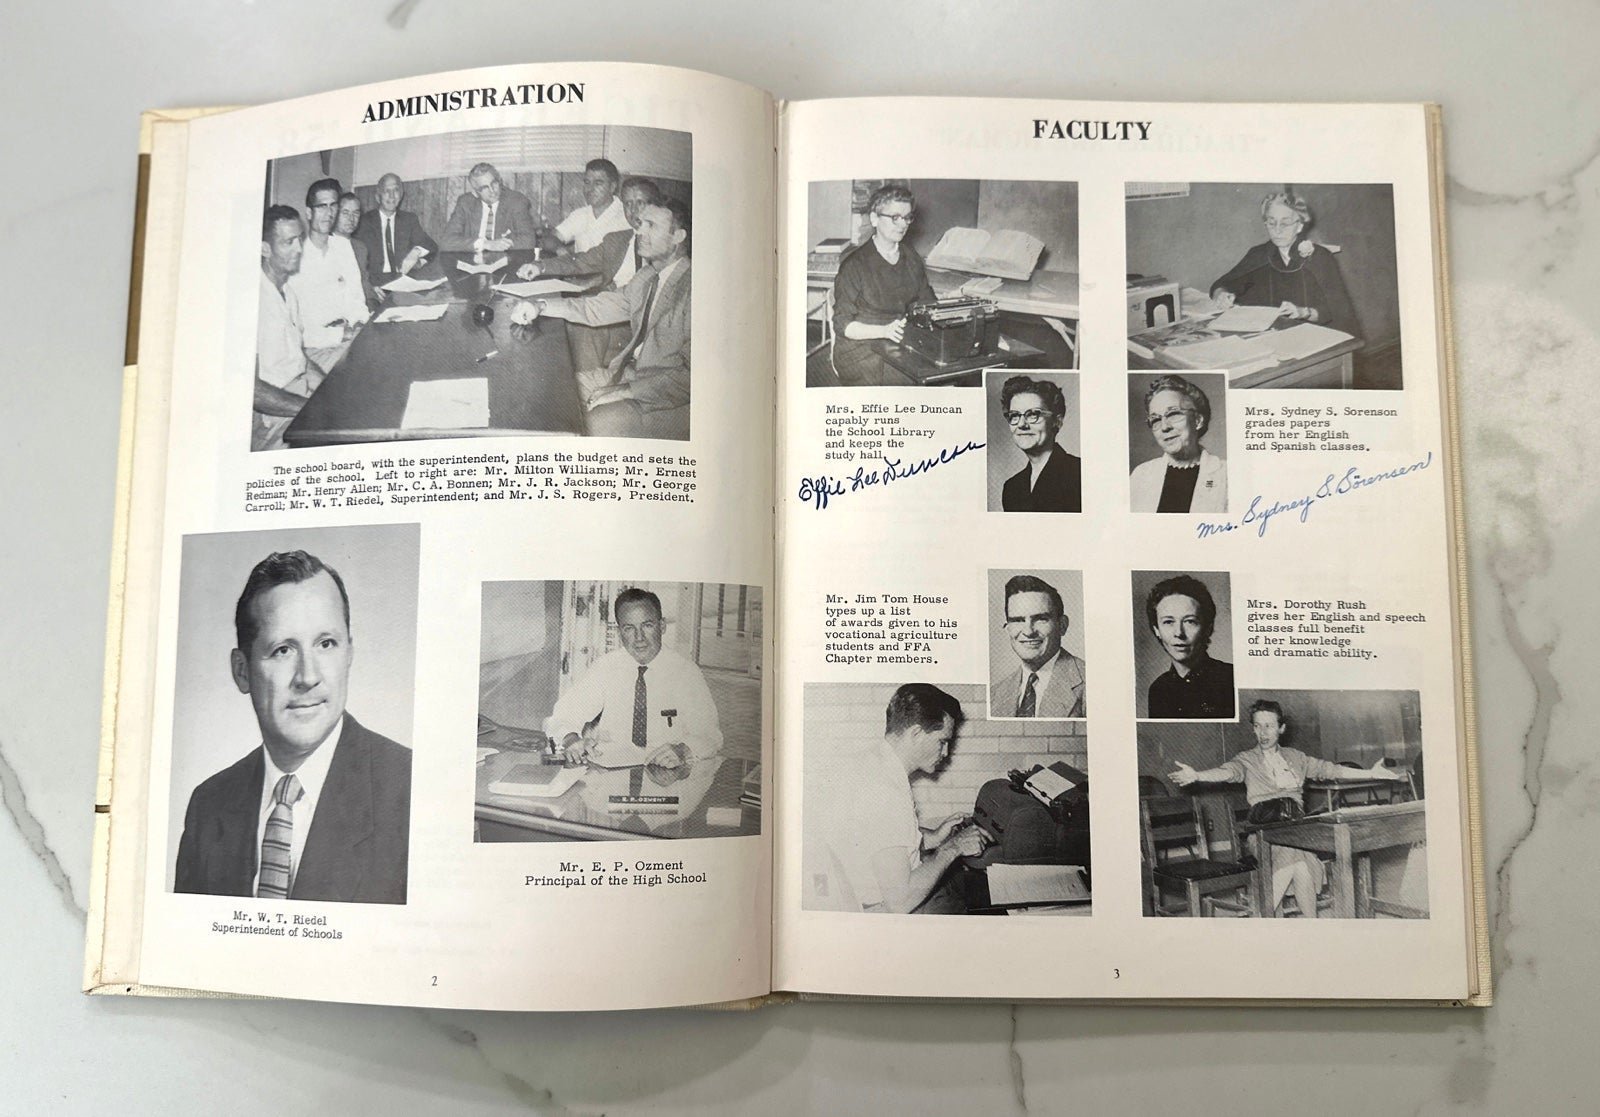 ADMINISTRATION
The school board, with the superintendent, plans the budget and sets the
policies of the school. Left to right are: Mr. Milton Williams; Mr. Ernest
Redman; Mr. Henry Allen; Mr. C. A. Bonnen; Mr. J. R. Jackson; Mr. George
Carroll; Mr. W. T. Riedel, Superintendent; and Mr. J. S. Rogers, President.
E. P. OZMENT
Mr. E. P. Ozment
Principal of the High School
Mr. W. T. Riedel
Superintendent of Schools
2
FACULTY
Mrs. Effie Lee Duncan
capably runs
the School Library
and keeps the
study hall.
Effie Lee Duncan
Mrs. Sydney S. Sorenson
grades papers
from her English
and Spanish classes.
Mrs. Sydney S. Sorensen
Mr. Jim Tom House
types up a list
of awards given to his
vocational agriculture
students and FFA
Chapter members.
Mrs. Dorothy Rush
gives her English and speech
classes full benefit
of her knowledge
and dramatic ability.
3